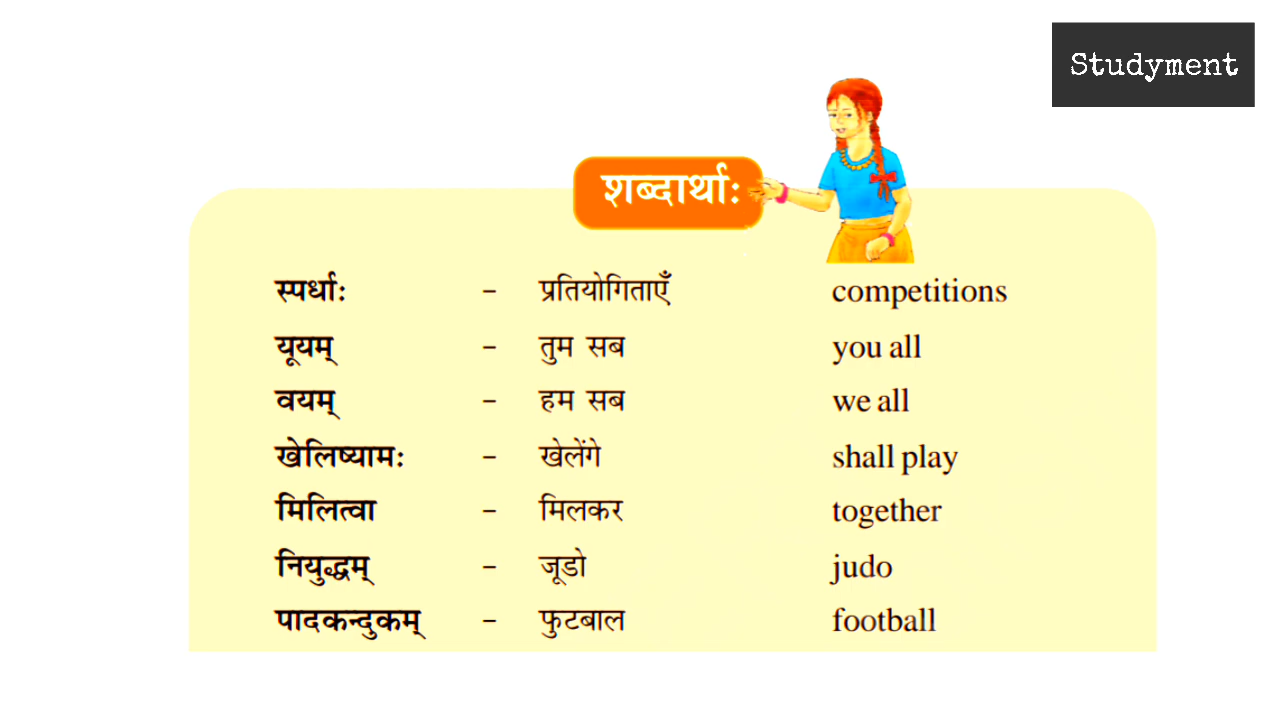 Studyment
शब्दार्थाः
स्पर्धाः – प्रतियोगिताएँ competitions
यूयम् – तुम सब you all
वयम् – हम सब we all
खेलिष्यामः – खेलेंगे shall play
मिलित्वा – मिलकर together
नियुद्धम् – जूडो judo
पादकन्दुकम् – फुटबाल football